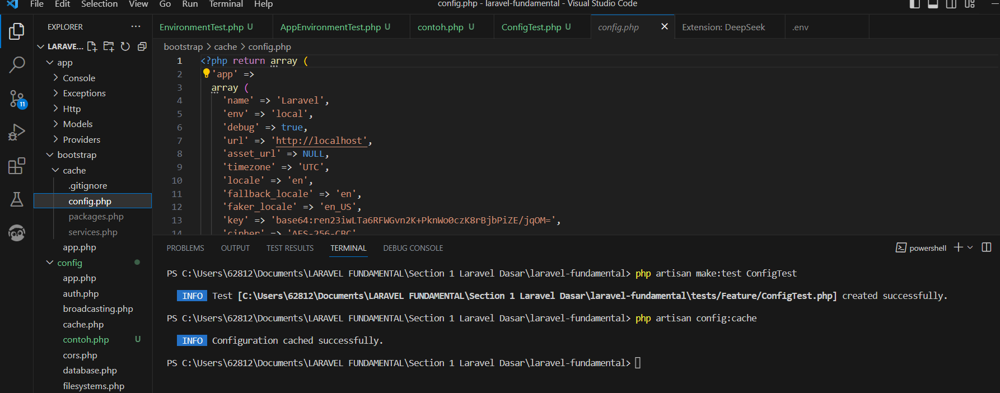 File Edit Selection View Go Run Terminal Help
config.php - laravel-fundamental - Visual Studio Code
EXPLORER ...
LARAVE...
app
Console
Exceptions
Http
Models
Providers
bootstrap
cache
.gitignore
config.php
packages.php
services.php
app.php
config
app.php
auth.php
broadcasting.php
cache.php
contoh.php U
cors.php
database.php
filesystems.php
11
EnvironmentTest.php U AppEnvironmentTest.php U contoh.php U ConfigTest.php U config.php Extension: DeepSeek .env
bootstrap > cache > config.php
1 <?php return array (
2 'app' =>
3 array (
4 'name' => 'Laravel',
5 'env' => 'local',
6 'debug' => true,
7 'url' => 'http://localhost',
8 'asset_url' => NULL,
9 'timezone' => 'UTC',
10 'locale' => 'en',
11 'fallback_locale' => 'en',
12 'faker_locale' => 'en_US',
13 'key' => 'base64:ren23iwLTa6RFWGvn2K+PknWo0czK8rBjbPiZE/jqOM=',
14 'cipher' => 'AES-256-CBC'
PROBLEMS OUTPUT TEST RESULTS TERMINAL DEBUG CONSOLE
powershell
PS C:\Users\62812\Documents\LARAVEL FUNDAMENTAL\Section 1 Laravel Dasar\laravel-fundamental> php artisan make:test ConfigTest
INFO Test [C:\Users\62812\Documents\LARAVEL FUNDAMENTAL\Section 1 Laravel Dasar\laravel-fundamental\tests/Feature/ConfigTest.php] created successfully.
PS C:\Users\62812\Documents\LARAVEL FUNDAMENTAL\Section 1 Laravel Dasar\laravel-fundamental> php artisan config:cache
INFO Configuration cached successfully.
PS C:\Users\62812\Documents\LARAVEL FUNDAMENTAL\Section 1 Laravel Dasar\laravel-fundamental>